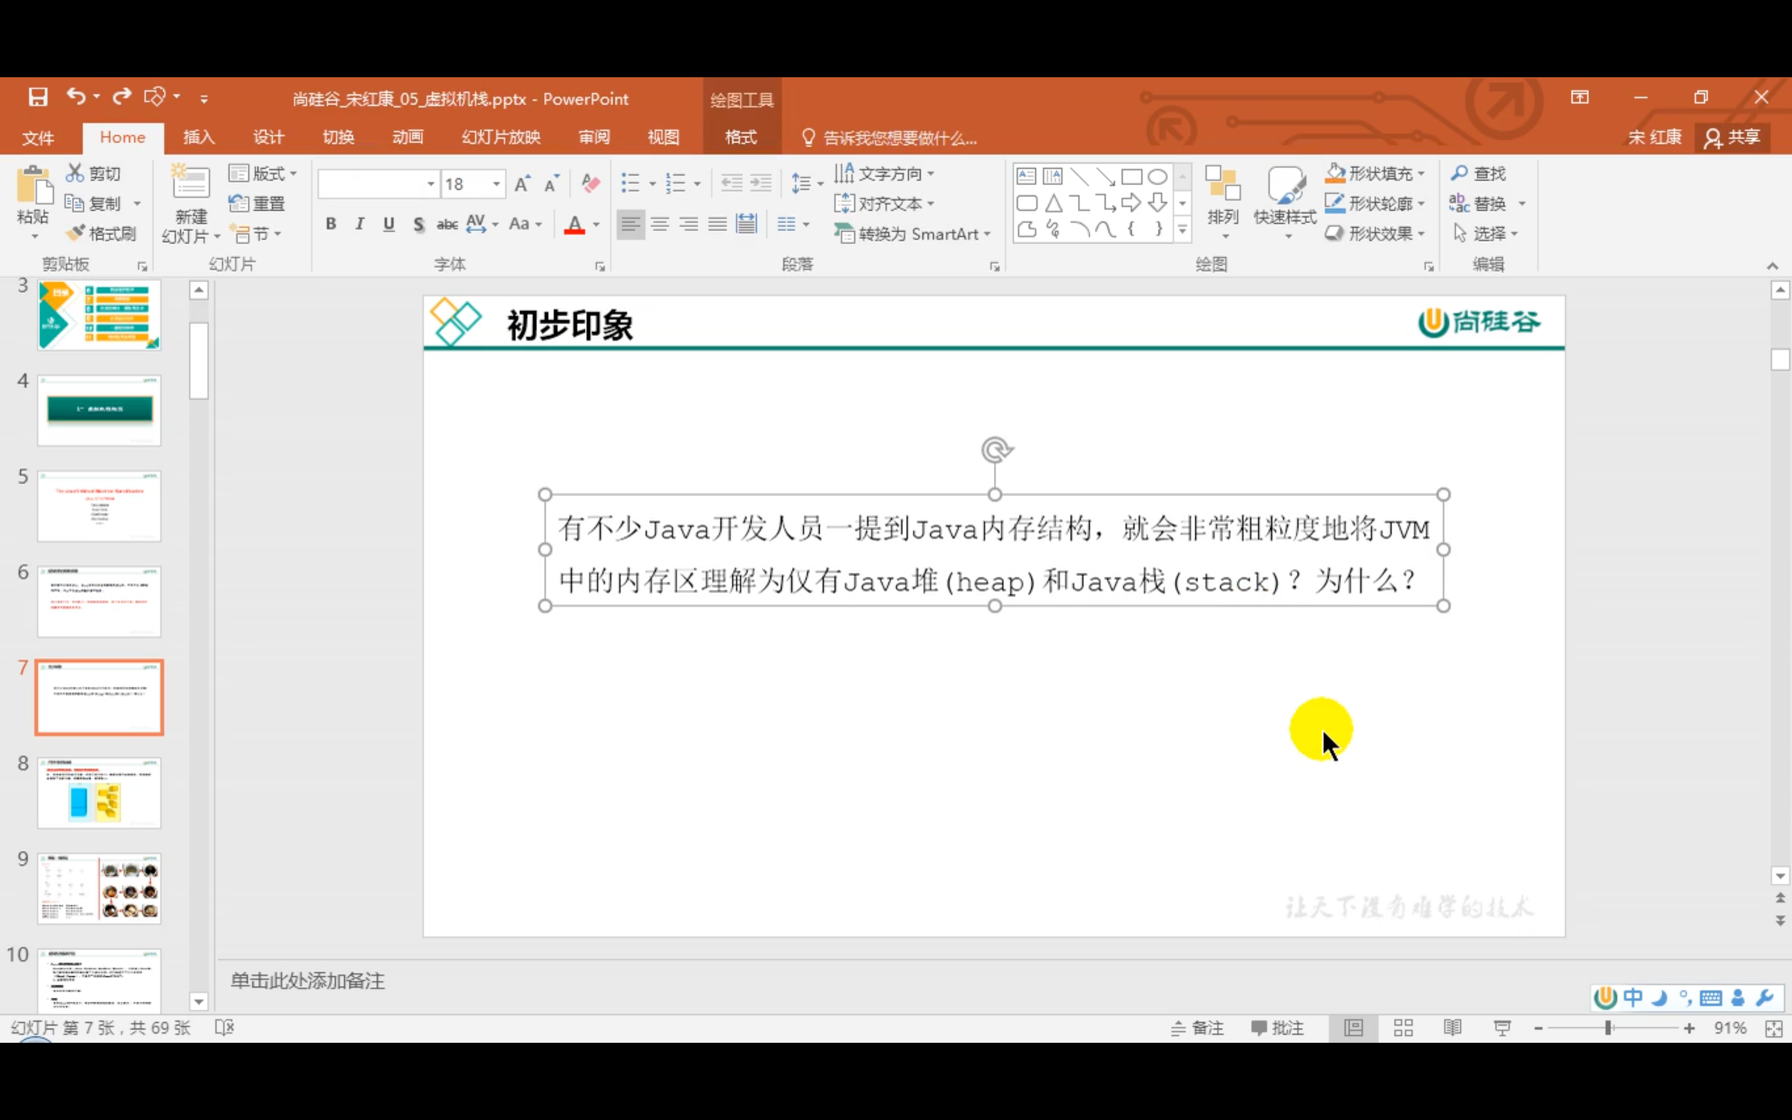 尚硅谷_宋红康_05_虚拟机栈.pptx - PowerPoint
绘图工具
文件 Home 插入 设计 切换 动画 幻灯片放映 审阅 视图 格式 告诉我您想要做什么... 宋 红康 共享
粘贴 剪切 复制 格式刷 剪贴板
新建幻灯片 版式 重置 节 幻灯片
18
B I U S abc AV Aa A 字体
文字方向 对齐文本 转换为 SmartArt 段落
排列 快速样式 形状填充 形状轮廓 形状效果 绘图
查找 替换 选择 编辑
3
4
5
6
7
8
9
10
初步印象
尚硅谷
有不少Java开发人员一提到Java内存结构，就会非常粗粒度地将JVM
中的内存区理解为仅有Java堆(heap)和Java栈(stack)？为什么？
让天下没有难学的技术
单击此处添加备注
中
幻灯片 第 7 张，共 69 张 备注 批注 91%